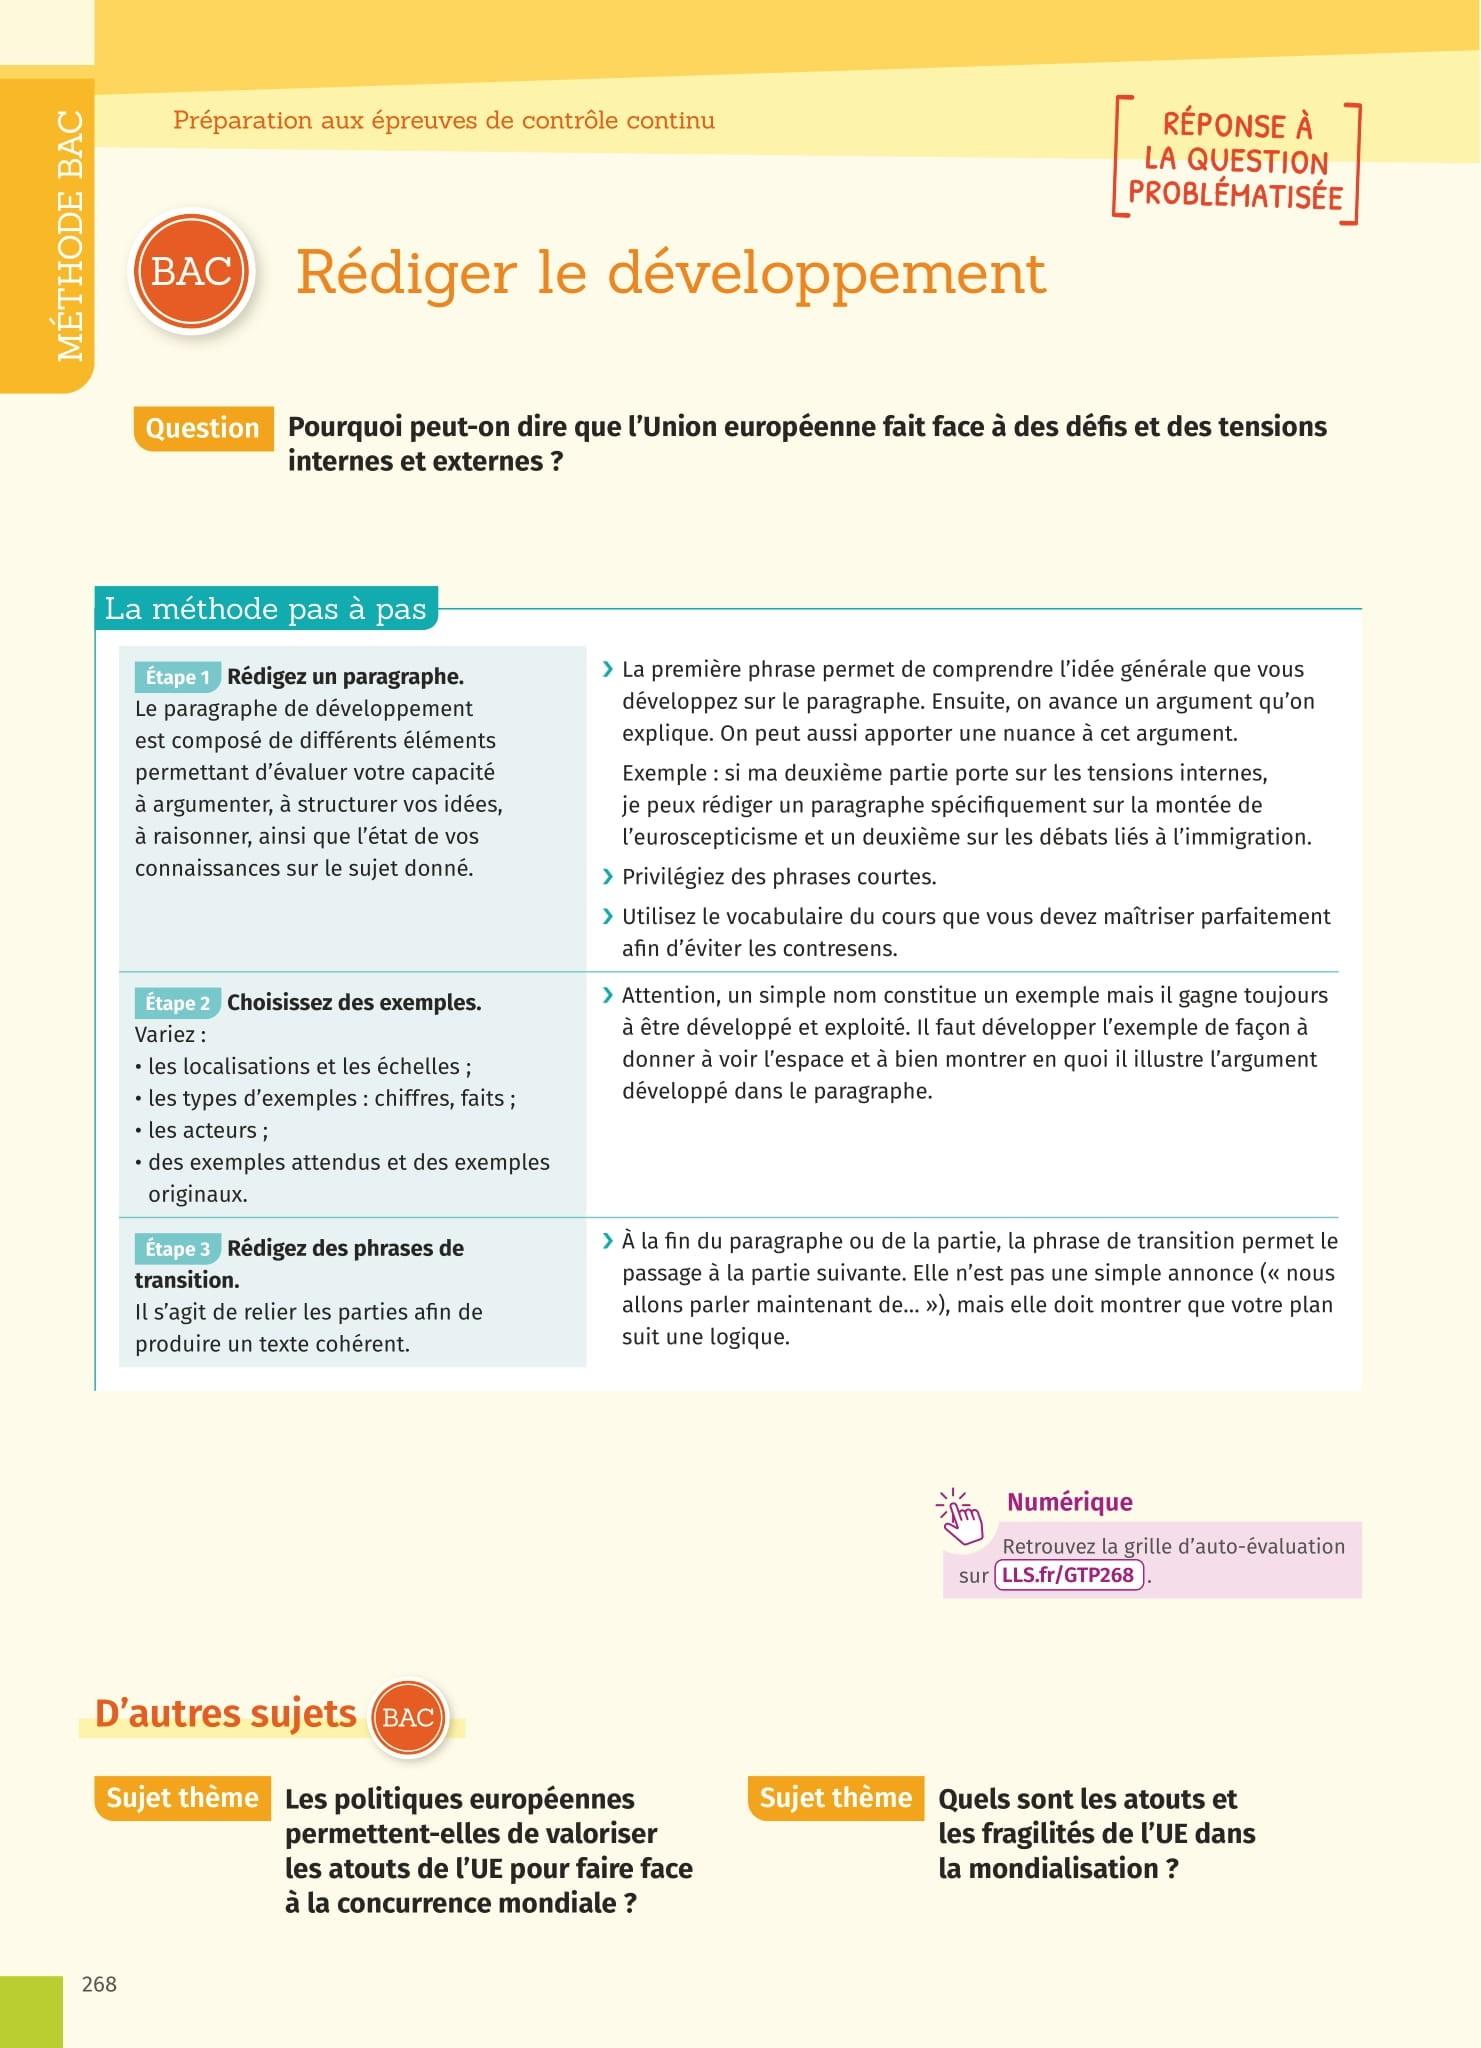 MÉTHODE BAC
Préparation aux épreuves de contrôle continu
RÉPONSE À
LA QUESTION
PROBLÉMATISÉE
BAC
Rédiger le développement
Question
Pourquoi peut-on dire que l’Union européenne fait face à des défis et des tensions
internes et externes ?
La méthode pas à pas
Étape 1 Rédigez un paragraphe.
Le paragraphe de développement
est composé de différents éléments
permettant d’évaluer votre capacité
à argumenter, à structurer vos idées,
à raisonner, ainsi que l’état de vos
connaissances sur le sujet donné.
› La première phrase permet de comprendre l’idée générale que vous
développez sur le paragraphe. Ensuite, on avance un argument qu’on
explique. On peut aussi apporter une nuance à cet argument.
Exemple : si ma deuxième partie porte sur les tensions internes,
je peux rédiger un paragraphe spécifiquement sur la montée de
l’euroscepticisme et un deuxième sur les débats liés à l’immigration.
› Privilégiez des phrases courtes.
› Utilisez le vocabulaire du cours que vous devez maîtriser parfaitement
afin d’éviter les contresens.
Étape 2 Choisissez des exemples.
Variez :
• les localisations et les échelles ;
• les types d’exemples : chiffres, faits ;
• les acteurs ;
• des exemples attendus et des exemples
originaux.
› Attention, un simple nom constitue un exemple mais il gagne toujours
à être développé et exploité. Il faut développer l’exemple de façon à
donner à voir l’espace et à bien montrer en quoi il illustre l’argument
développé dans le paragraphe.
Étape 3 Rédigez des phrases de
transition.
Il s’agit de relier les parties afin de
produire un texte cohérent.
› À la fin du paragraphe ou de la partie, la phrase de transition permet le
passage à la partie suivante. Elle n’est pas une simple annonce (« nous
allons parler maintenant de... »), mais elle doit montrer que votre plan
suit une logique.
Numérique
Retrouvez la grille d’auto-évaluation
sur LLS.fr/GTP268 .
D’autres sujets BAC
Sujet thème
Les politiques européennes
permettent-elles de valoriser
les atouts de l’UE pour faire face
à la concurrence mondiale ?
Sujet thème
Quels sont les atouts et
les fragilités de l’UE dans
la mondialisation ?
268